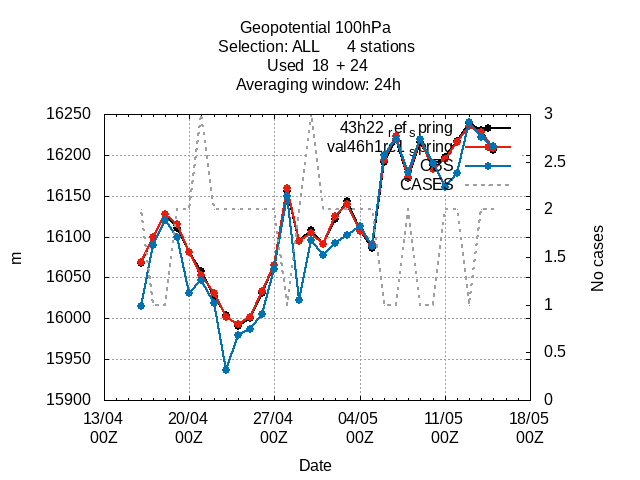 Geopotential 100hPa
Selection: ALL 4 stations
Used 18 + 24
Averaging window: 24h
16250
16200
16150
16100
16050
16000
15950
15900
m
3
2.5
2
1.5
1
0.5
0
No cases
43h22_ref_spring
OBS
CASES
13/04 20/04 27/04 04/05 11/05 18/05
00Z 00Z 00Z 00Z 00Z 00Z
Date